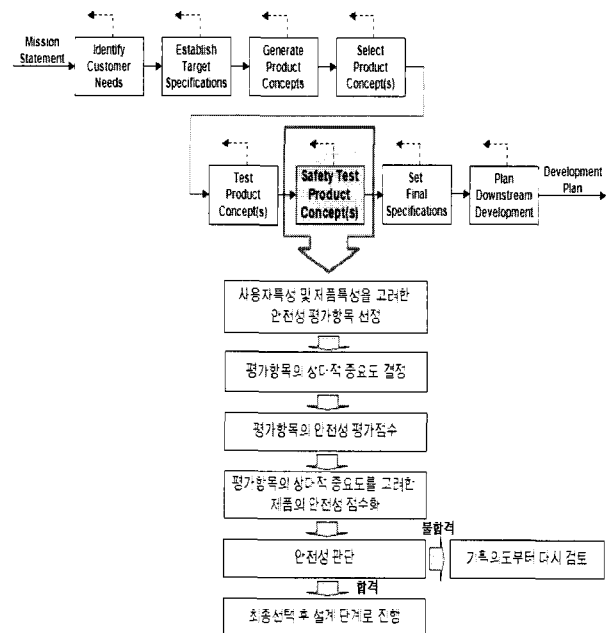 Mission
Statement
Identify
Customer
Needs
Establish
Target
Specifications
Generate
Product
Concepts
Select
Product
Concept(s)
Test
Product
Concept(s)
Safety Test
Product
Concept(s)
Set
Final
Specifications
Plan
Downstream
Development
Development
Plan
사용자특성 및 제품특성을 고려한
안전성 평가항목 선정
평가항목의 상대적 중요도 결정
평가항목의 안전성 평가점수
평가항목의 상대적 중요도를 고려한
제품의 안전성 점수화
안전성 판단
불합격
기획의도부터 다시 검토
합격
최종선택 후 설계 단계로 진행